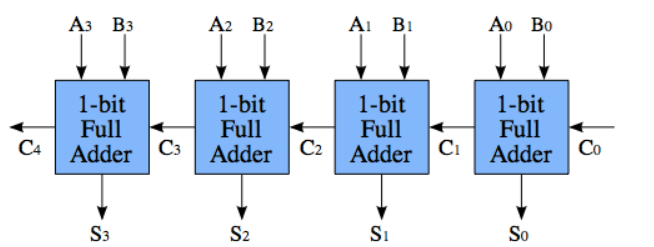 A3 B3 A2 B2 A1 B1 A0 B0
1-bit 1-bit 1-bit 1-bit
Full Full Full Full
C4 Adder C3 Adder C2 Adder C1 Adder C0
S3 S2 S1 S0